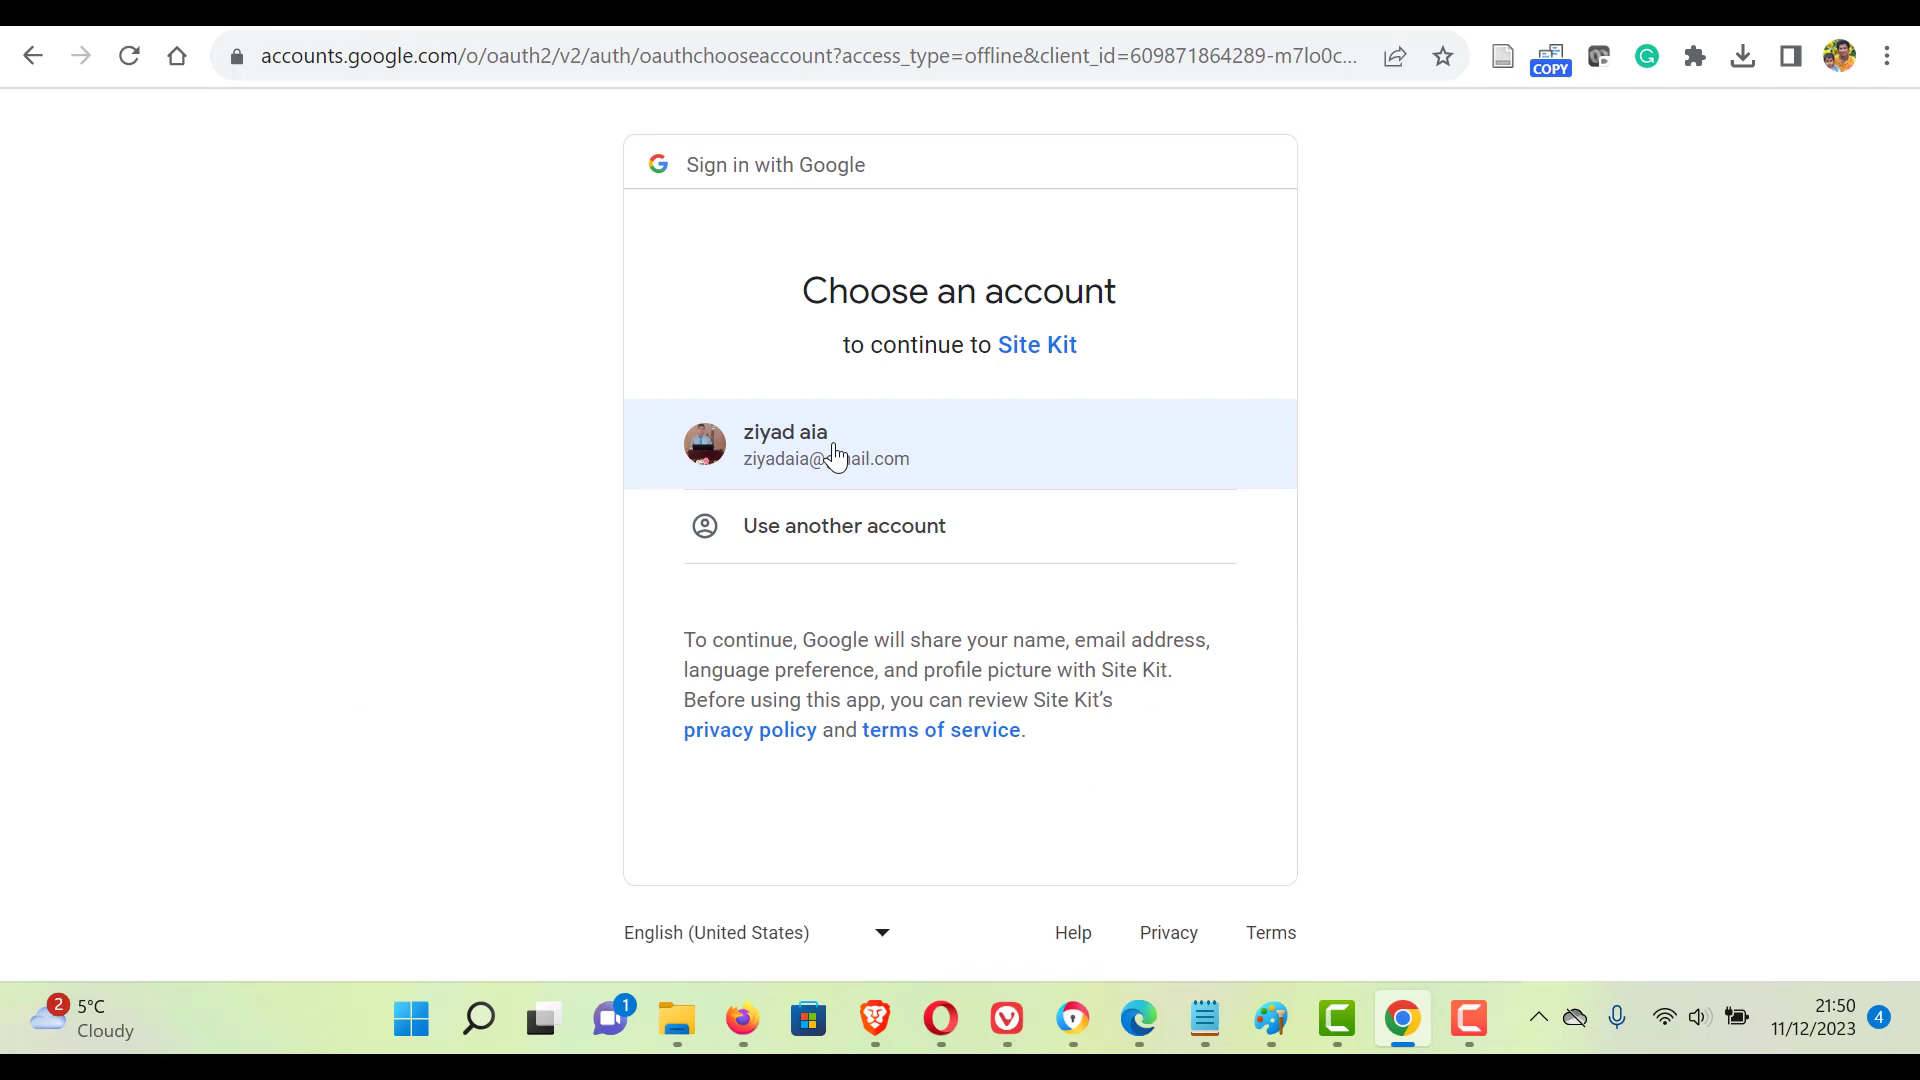 accounts.google.com/o/oauth2/v2/auth/oauthchooseaccount?access_type=offline&client_id=609871864289-m7lo0c...
COPY
Sign in with Google
Choose an account
to continue to Site Kit
ziyad aia
Use another account
To continue, Google will share your name, email address,
language preference, and profile picture with Site Kit.
Before using this app, you can review Site Kit's
privacy policy and terms of service.
English (United States)
Help Privacy Terms
2 5°C
Cloudy
1
21:50
11/12/2023
4